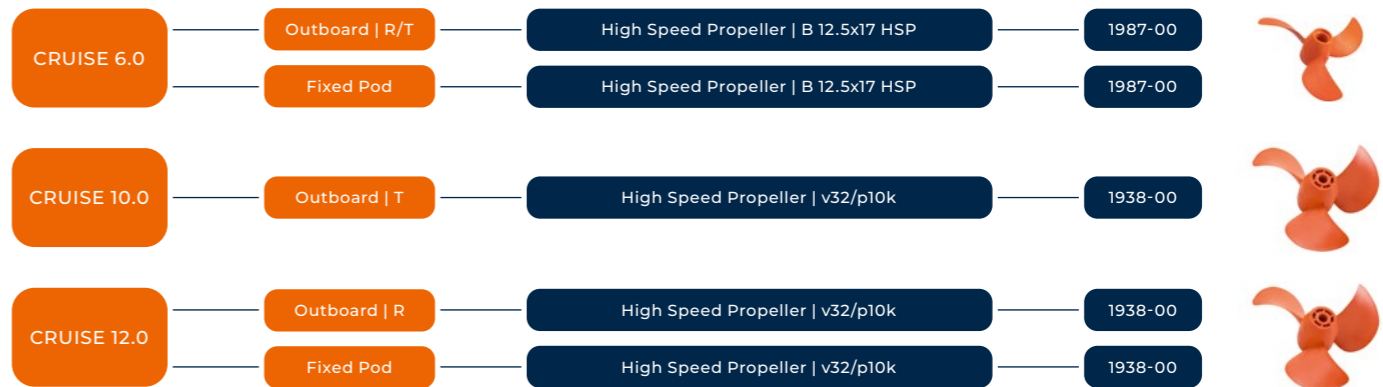 CRUISE 6.0
Outboard | R/T
High Speed Propeller | B 12.5x17 HSP
1987-00
Fixed Pod
High Speed Propeller | B 12.5x17 HSP
1987-00
CRUISE 10.0
Outboard | T
High Speed Propeller | v32/p10k
1938-00
CRUISE 12.0
Outboard | R
High Speed Propeller | v32/p10k
1938-00
Fixed Pod
High Speed Propeller | v32/p10k
1938-00